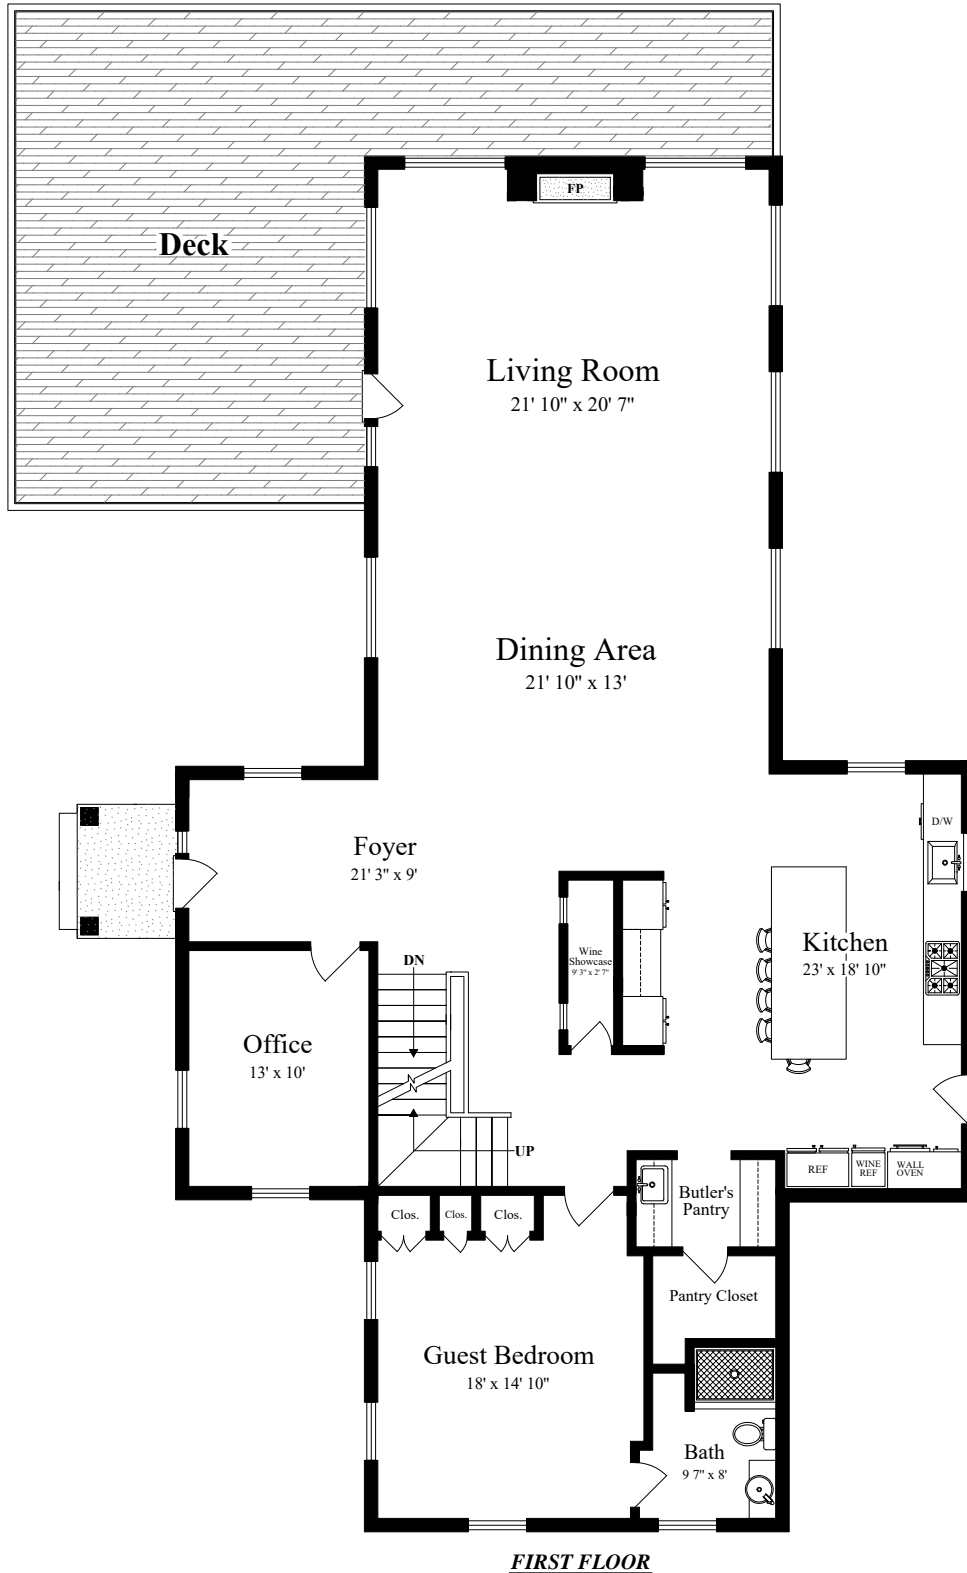 FP
Deck
Living Room
21' 10" x 20' 7"
Dining Area
21' 10" x 13'
D/W
Foyer
21' 3" x 9'
Kitchen
23' x 18' 10"
Wine
Showcase
9' 3" x 2' 7"
DN
Office
13' x 10'
UP
REF
WINE
REF
WALL
OVEN
Butler's
Pantry
Clos.
Clos.
Clos.
Pantry Closet
Guest Bedroom
18' x 14' 10"
Bath
9 7" x 8'
FIRST FLOOR